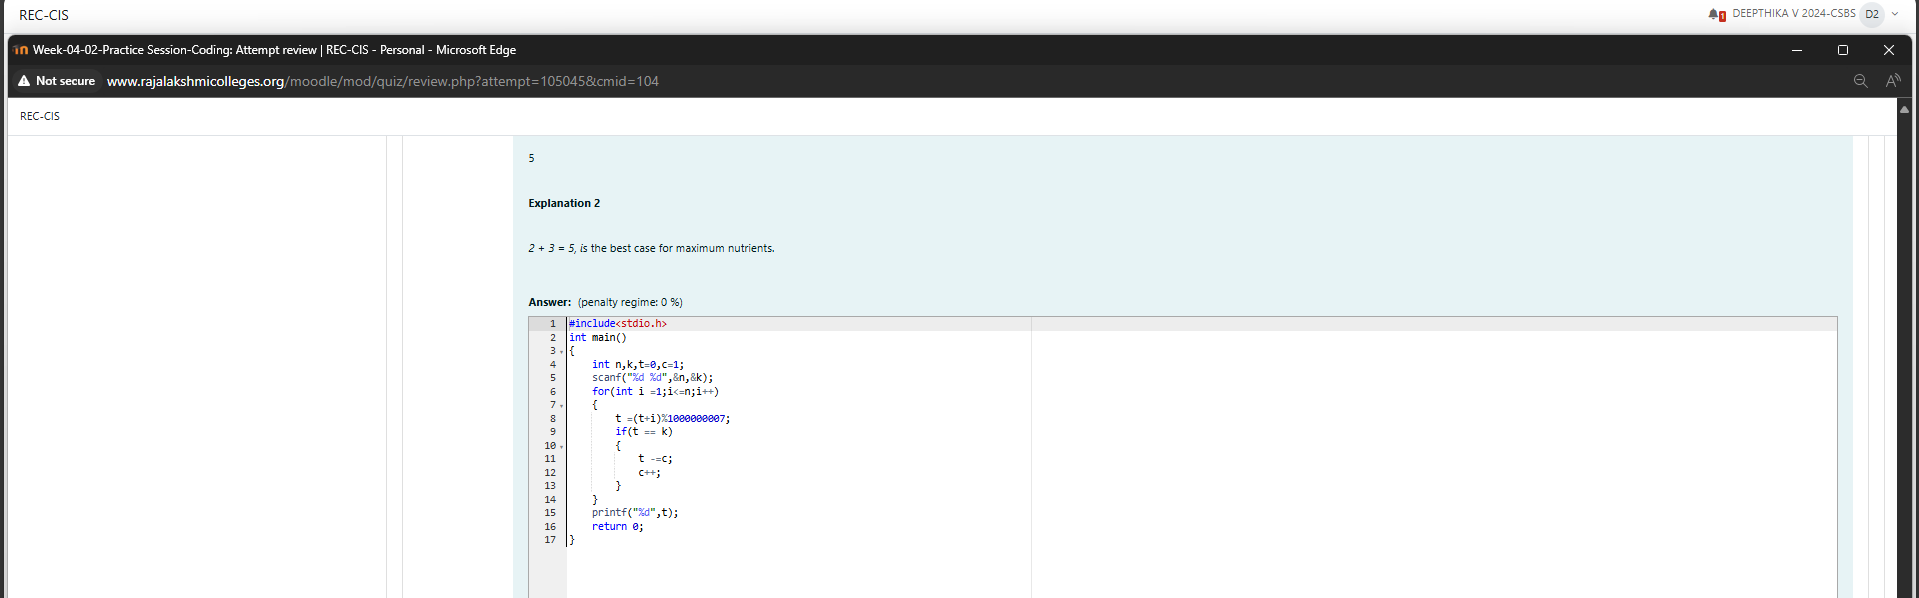 REC-CIS
1 DEEPTHIKA V 2024-CSBS D2
Week-04-02-Practice Session-Coding: Attempt review | REC-CIS - Personal - Microsoft Edge
Not secure www.rajalakshmicolleges.org/moodle/mod/quiz/review.php?attempt=105045&cmid=104
REC-CIS
5
Explanation 2
2 + 3 = 5, is the best case for maximum nutrients.
Answer: (penalty regime: 0 %)
1 #include<stdio.h>
2 int main()
3 {
4 int n,k,t=0,c=1;
5 scanf("%d %d",&n,&k);
6 for(int i =1;i<=n;i++)
7 {
8 t =(t+i)%1000000007;
9 if(t == k)
10 {
11 t -=c;
12 c++;
13 }
14 }
15 printf("%d",t);
16 return 0;
17 }